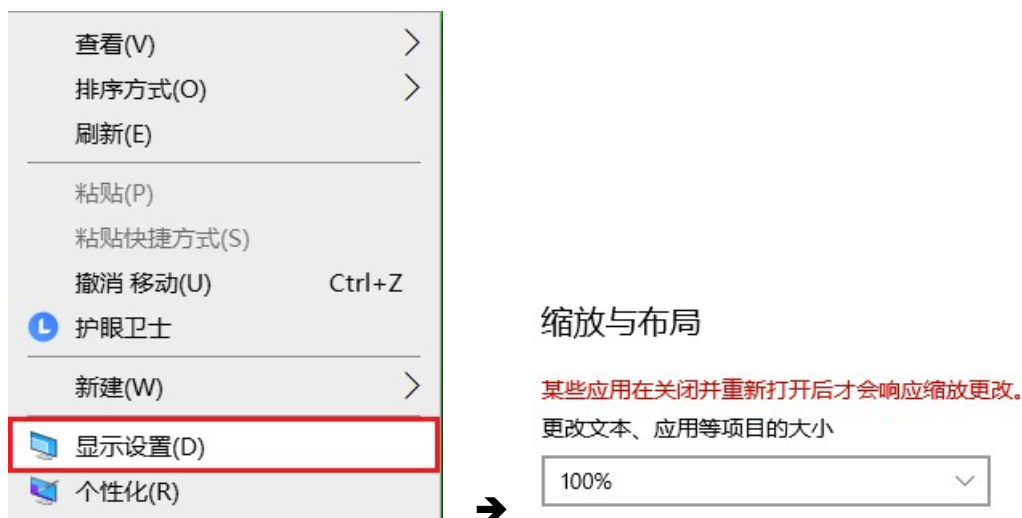 查看(V)
排序方式(O)
刷新(E)
粘贴(P)
粘贴快捷方式(S)
撤消 移动(U) Ctrl+Z
护眼卫士
新建(W)
显示设置(D)
个性化(R)
缩放与布局
某些应用在关闭并重新打开后才会响应缩放更改。
更改文本、应用等项目的大小
100%